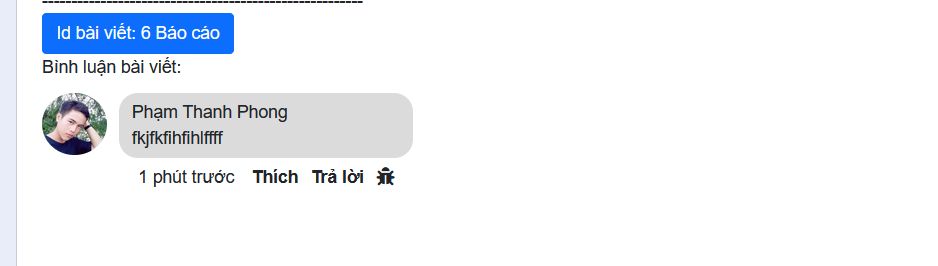 Id bài viết: 6 Báo cáo
Bình luận bài viết:
Phạm Thanh Phong
fkjfkfihfihlffff
1 phút trước Thích Trả lời